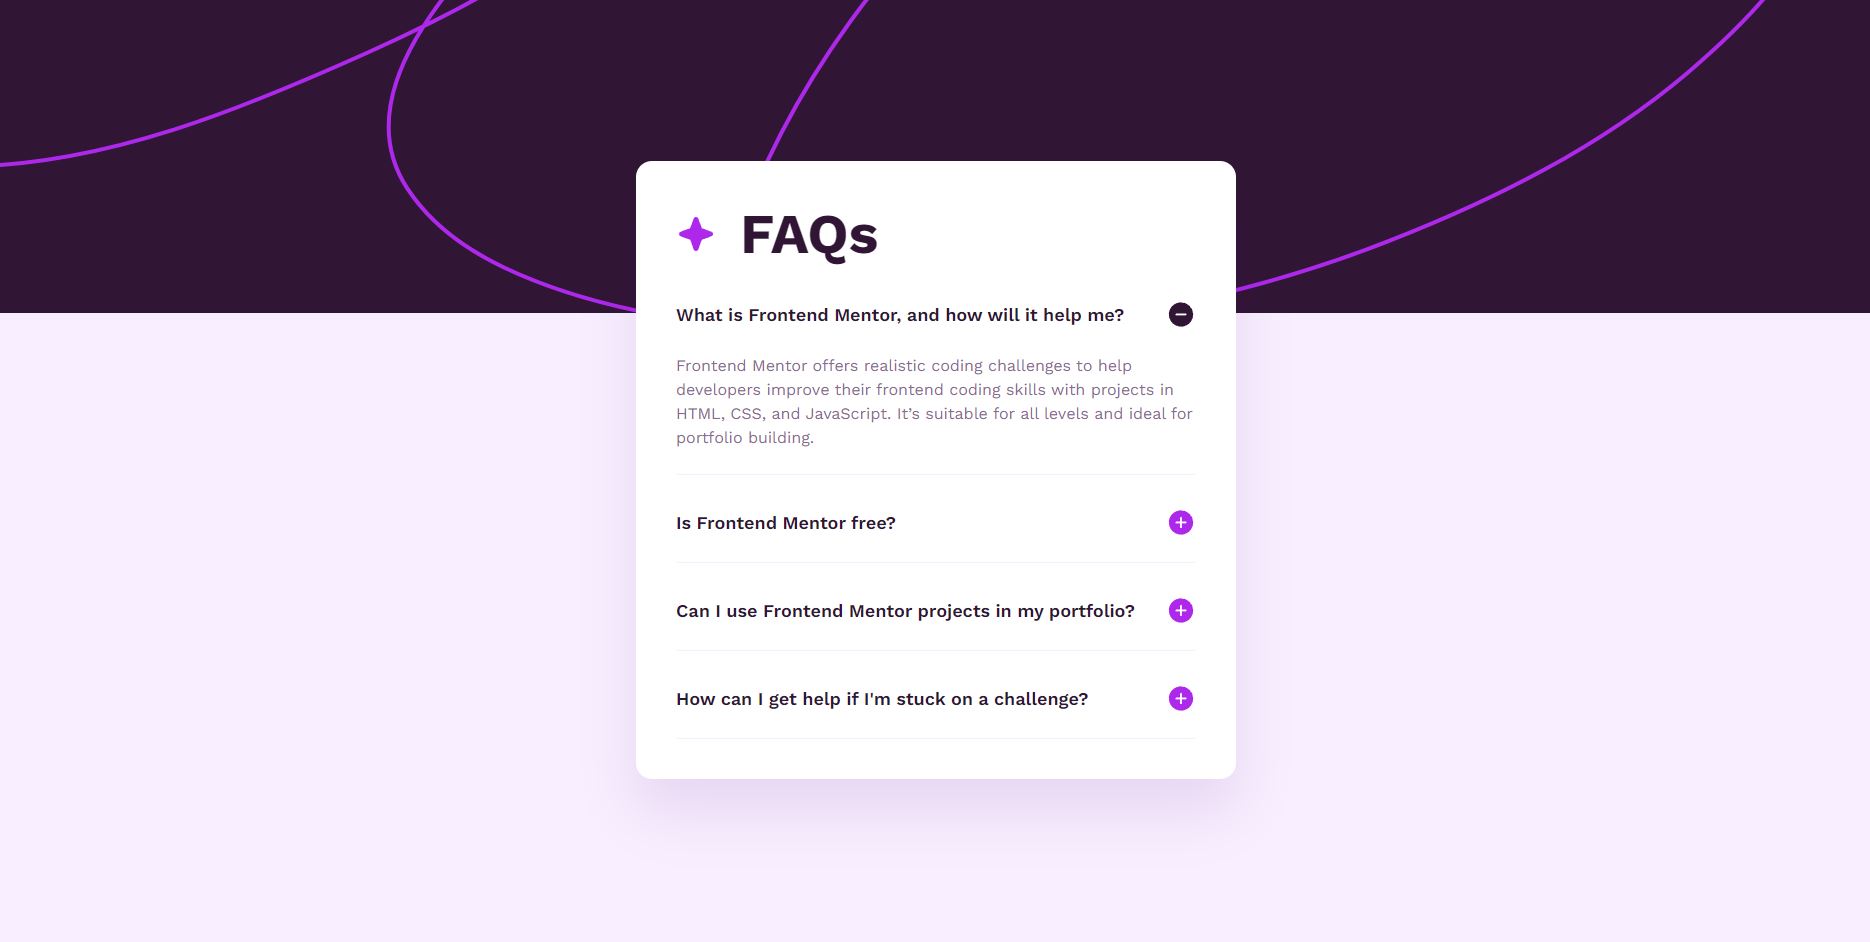 FAQs
What is Frontend Mentor, and how will it help me?
Frontend Mentor offers realistic coding challenges to help
developers improve their frontend coding skills with projects in
HTML, CSS, and JavaScript. It’s suitable for all levels and ideal for
portfolio building.
Is Frontend Mentor free?
Can I use Frontend Mentor projects in my portfolio?
How can I get help if I'm stuck on a challenge?